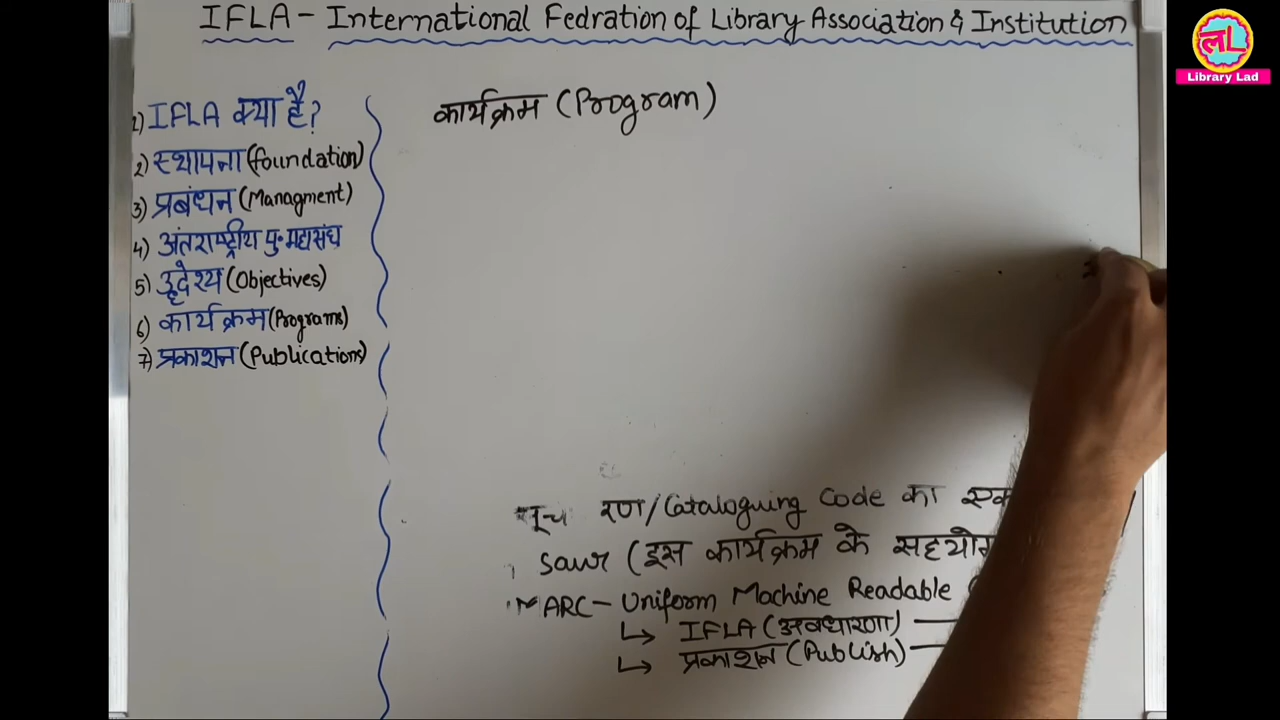 IFLA - International Fedration of Library Association & Institution
लL
Library Lad
1) IFLA क्या है?
2) स्थापना (foundation)
3) प्रबंधन (Managment)
4) अंतराष्ट्रीय पु॰ महासंघ
5) उद्देश्य (Objectives)
6) कार्यक्रम (Programs)
7) प्रकाशन (Publications)
कार्यक्रम (Program)
रण/Cataloguing Code का
(इस कार्यक्रम के सहयोग
MARC - Uniform Machine Readable
↳ IFLA (अवधारणा) —
↳ प्रकाशन (Publish) —